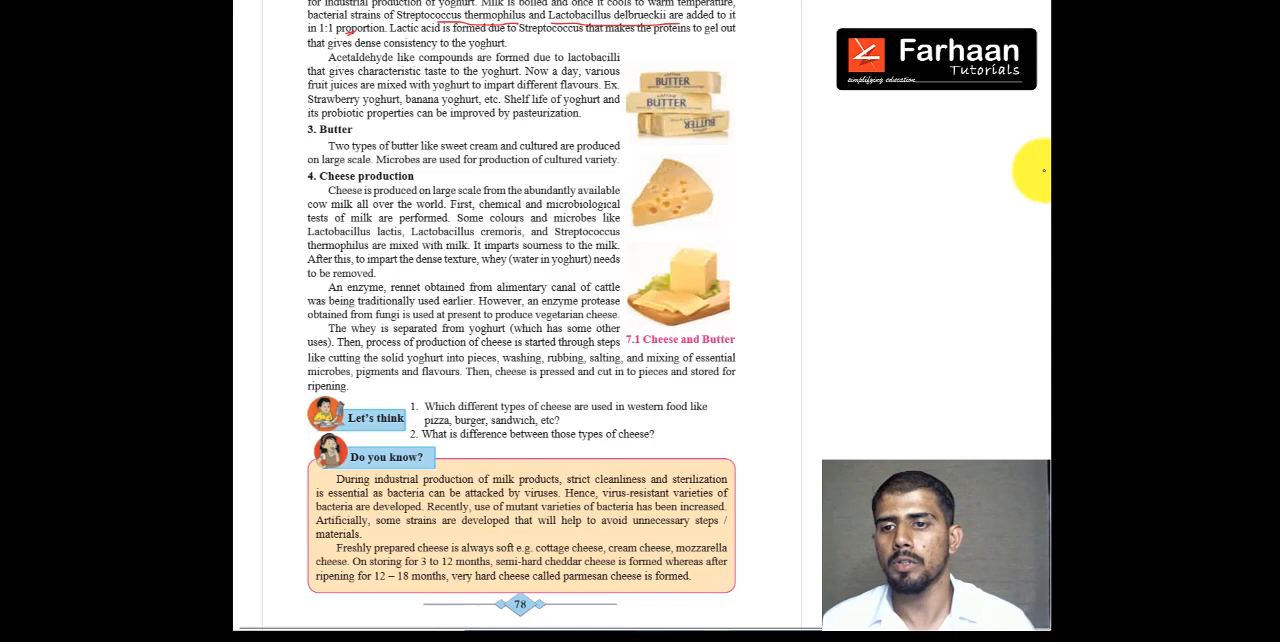 for industrial production of yoghurt. Milk is boiled and once it cools to warm temperature,
bacterial strains of Streptococcus thermophilus and Lactobacillus delbrueckii are added to it
in 1:1 proportion. Lactic acid is formed due to Streptococcus that makes the proteins to gel out
that gives dense consistency to the yoghurt.
Acetaldehyde like compounds are formed due to lactobacilli
that gives characteristic taste to the yoghurt. Now a day, various
fruit juices are mixed with yoghurt to impart different flavours. Ex.
Strawberry yoghurt, banana yoghurt, etc. Shelf life of yoghurt and
its probiotic properties can be improved by pasteurization.
3. Butter
Two types of butter like sweet cream and cultured are produced
on large scale. Microbes are used for production of cultured variety.
4. Cheese production
Cheese is produced on large scale from the abundantly available
cow milk all over the world. First, chemical and microbiological
tests of milk are performed. Some colours and microbes like
Lactobacillus lactis, Lactobacillus cremoris, and Streptococcus
thermophilus are mixed with milk. It imparts sourness to the milk.
After this, to impart the dense texture, whey (water in yoghurt) needs
to be removed.
An enzyme, rennet obtained from alimentary canal of cattle
was being traditionally used earlier. However, an enzyme protease
obtained from fungi is used at present to produce vegetarian cheese.
The whey is separated from yoghurt (which has some other
uses). Then, process of production of cheese is started through steps
like cutting the solid yoghurt into pieces, washing, rubbing, salting, and mixing of essential
microbes, pigments and flavours. Then, cheese is pressed and cut in to pieces and stored for
ripening.
BUTTER
BUTTER
BUTTER
7.1 Cheese and Butter
Let's think
1. Which different types of cheese are used in western food like
pizza, burger, sandwich, etc?
2. What is difference between those types of cheese?
Do you know?
During industrial production of milk products, strict cleanliness and sterilization
is essential as bacteria can be attacked by viruses. Hence, virus-resistant varieties of
bacteria are developed. Recently, use of mutant varieties of bacteria has been increased.
Artificially, some strains are developed that will help to avoid unnecessary steps /
materials.
Freshly prepared cheese is always soft e.g. cottage cheese, cream cheese, mozzarella
cheese. On storing for 3 to 12 months, semi-hard cheddar cheese is formed whereas after
ripening for 12 – 18 months, very hard cheese called parmesan cheese is formed.
78
Farhaan
Tutorials
simplifying education